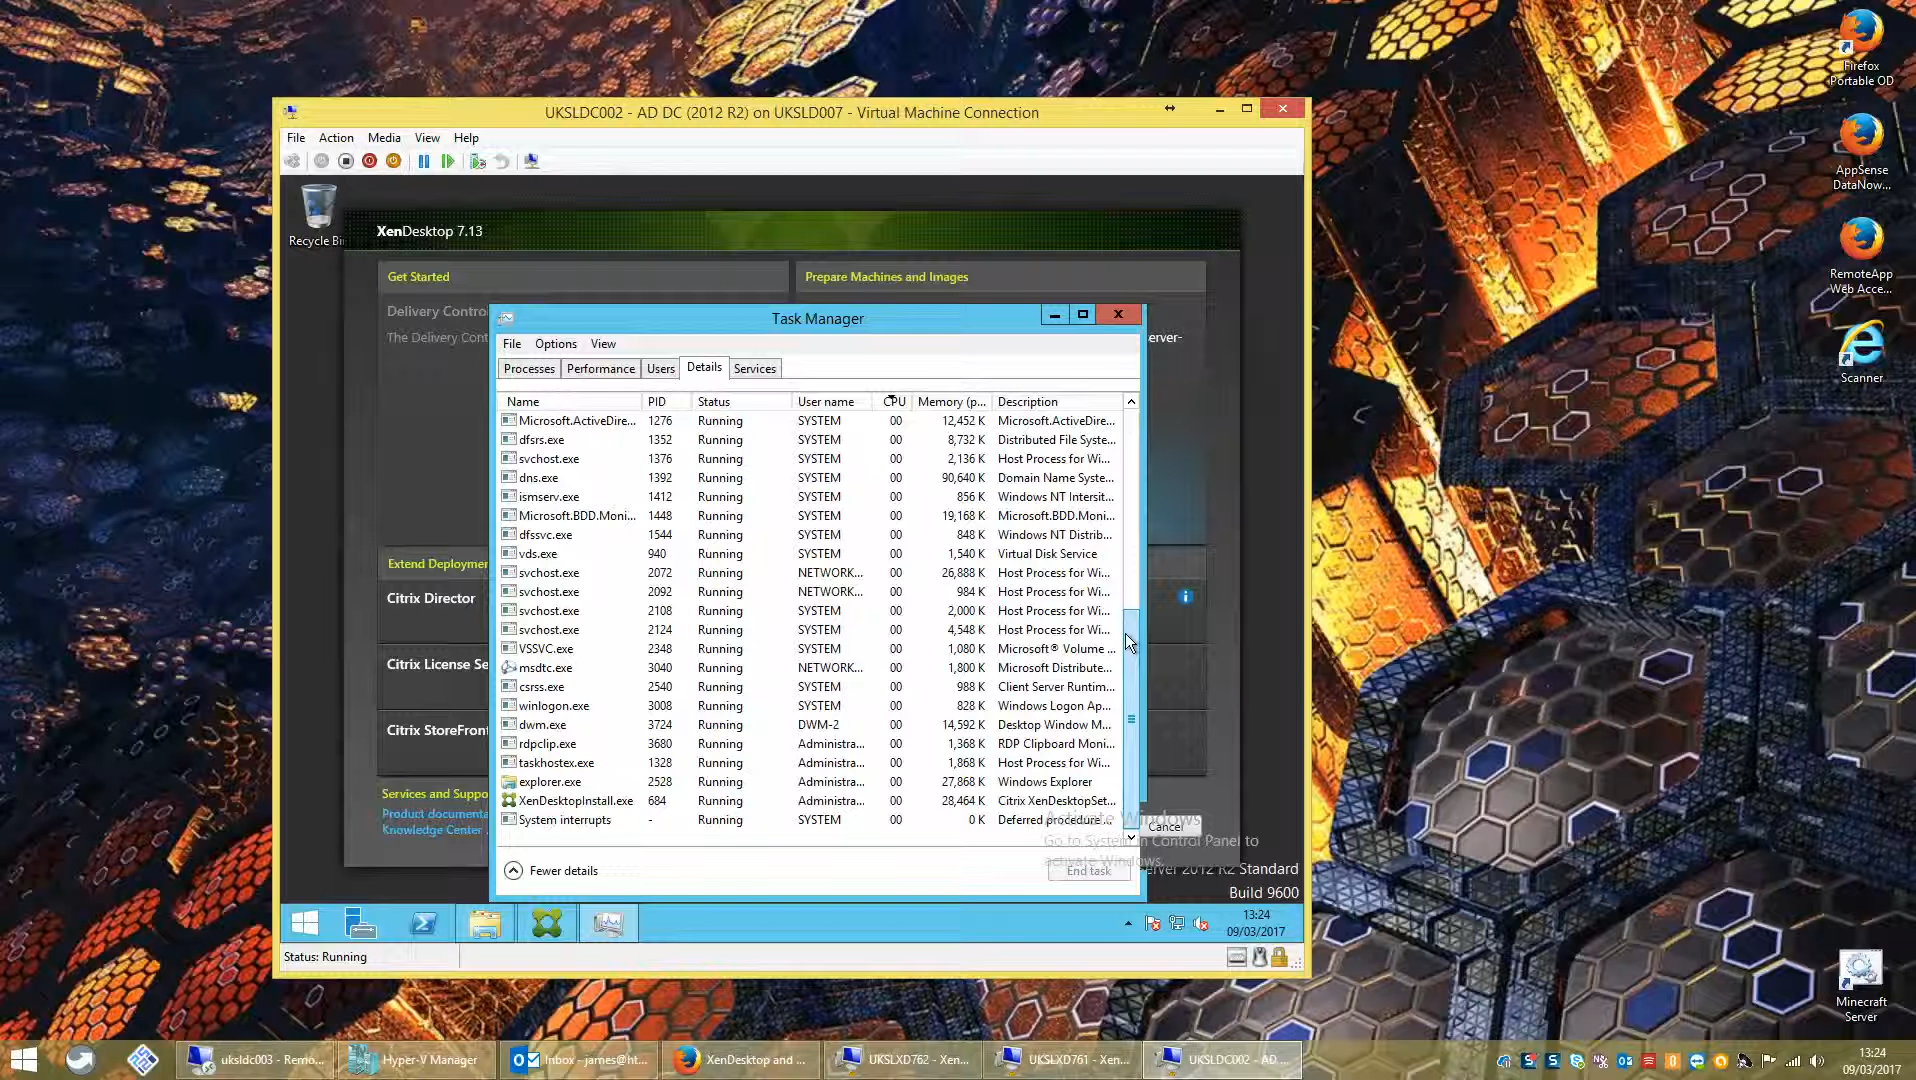 Firefox
Portable OD
AppSense
DataNow...
RemoteApp
Web Acce...
Scanner
Minecraft
Server
UKSLDC002 - AD DC (2012 R2) on UKSLD007 - Virtual Machine Connection
File Action Media View Help
Recycle Bi
XenDesktop 7.13
Get Started
Prepare Machines and Images
Delivery Contro
The Delivery Cont
erver-
Extend Deploymer
Citrix Director
Citrix License Se
Citrix StoreFront
Services and Suppo
Product documenta
Knowledge Center
Task Manager
File Options View
Processes Performance Users Details Services
Name PID Status User name CPU Memory (p... Description
Microsoft.ActiveDire... 1276 Running SYSTEM 00 12,452 K Microsoft.ActiveDire...
dfsrs.exe 1352 Running SYSTEM 00 8,732 K Distributed File Syste...
svchost.exe 1376 Running SYSTEM 00 2,136 K Host Process for Wi...
dns.exe 1392 Running SYSTEM 00 90,640 K Domain Name Syste...
ismserv.exe 1412 Running SYSTEM 00 856 K Windows NT Intersit...
Microsoft.BDD.Moni... 1448 Running SYSTEM 00 19,168 K Microsoft.BDD.Moni...
dfssvc.exe 1544 Running SYSTEM 00 848 K Windows NT Distrib...
vds.exe 940 Running SYSTEM 00 1,540 K Virtual Disk Service
svchost.exe 2072 Running NETWORK... 00 26,888 K Host Process for Wi...
svchost.exe 2092 Running NETWORK... 00 984 K Host Process for Wi...
svchost.exe 2108 Running SYSTEM 00 2,000 K Host Process for Wi...
svchost.exe 2124 Running SYSTEM 00 4,548 K Host Process for Wi...
VSSVC.exe 2348 Running SYSTEM 00 1,080 K Microsoft® Volume ...
msdtc.exe 3040 Running NETWORK... 00 1,800 K Microsoft Distribute...
csrss.exe 2540 Running SYSTEM 00 988 K Client Server Runtim...
winlogon.exe 3008 Running SYSTEM 00 828 K Windows Logon Ap...
dwm.exe 3724 Running DWM-2 00 14,592 K Desktop Window M...
rdpclip.exe 3680 Running Administra... 00 1,368 K RDP Clipboard Moni...
taskhostex.exe 1328 Running Administra... 00 1,868 K Host Process for Wi...
explorer.exe 2528 Running Administra... 00 27,868 K Windows Explorer
XenDesktopInstall.exe 684 Running Administra... 00 28,464 K Citrix XenDesktopSet...
System interrupts - Running SYSTEM 00 0 K Deferred procedure...
Fewer details
End task
Cancel
Activate Windows
Go to System in Control Panel to
activate Windows.
erver 2012 R2 Standard
Build 9600
13:24
09/03/2017
Status: Running
uksldc003 - Remo...
Hyper-V Manager
Inbox - james@ht...
XenDesktop and ...
UKSLXD762 - Xen...
UKSLXD761 - Xen...
UKSLDC002 - AD ...
13:24
09/03/2017